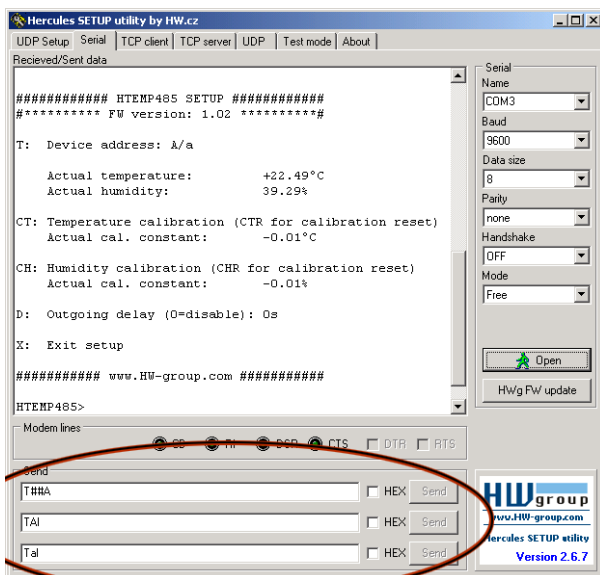 Hercules SETUP utility by HW.cz
UDP Setup Serial TCP client TCP server UDP Test mode About
Recieved/Sent data
############ HTEMP485 SETUP ############
#********** FW version: 1.02 **********#
T: Device address: A/a
Actual temperature: +22.49°C
Actual humidity: 39.29%
CT: Temperature calibration (CTR for calibration reset)
Actual cal. constant: -0.01°C
CH: Humidity calibration (CHR for calibration reset)
Actual cal. constant: -0.01%
D: Outgoing delay (0=disable): 0s
X: Exit setup
########### www.HW-group.com ###########
HTEMP485>
Serial
Name
COM3
Baud
9600
Data size
8
Parity
none
Handshake
OFF
Mode
Free
Open
HWg FW update
Modem lines
CD RI DSR CTS DTR RTS
Send
T##A HEX Send
TAI HEX Send
TaI HEX Send
HWgroup
www.HW-group.com
Hercules SETUP utility
Version 2.6.7